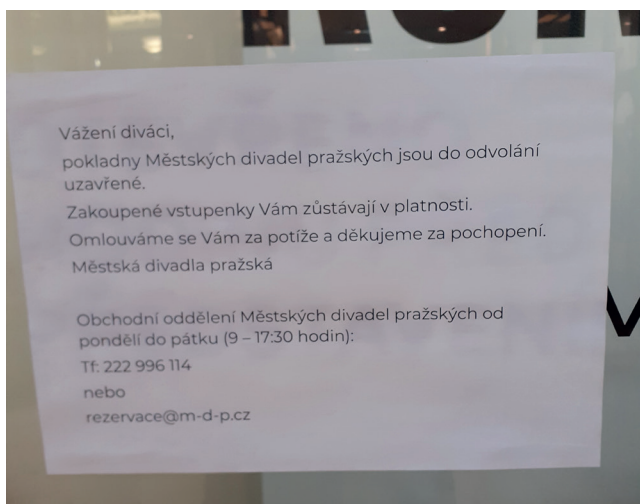 Vážení diváci,
pokladny Městských divadel pražských jsou do odvolání
uzavřené.
Zakoupené vstupenky Vám zůstávají v platnosti.
Omlouváme se Vám za potíže a děkujeme za pochopení.
Městská divadla pražská
Obchodní oddělení Městských divadel pražských od
pondělí do pátku (9 – 17:30 hodin):
Tf: 222 996 114
nebo
rezervace@m-d-p.cz